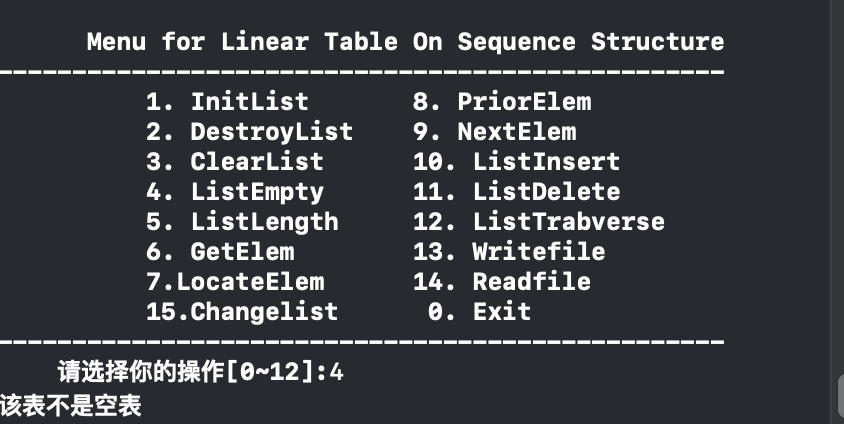 Menu for Linear Table On Sequence Structure
-------------------------------------------------
1. InitList 8. PriorElem
2. DestroyList 9. NextElem
3. ClearList 10. ListInsert
4. ListEmpty 11. ListDelete
5. ListLength 12. ListTrabverse
6. GetElem 13. Writefile
7.LocateElem 14. Readfile
15.Changelist 0. Exit
-------------------------------------------------
请选择你的操作[0~12]:4
该表不是空表